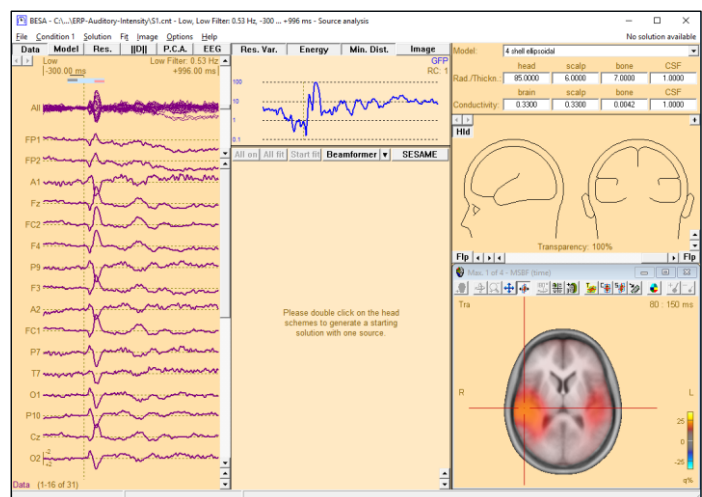 BESA - C:\...\ERP-Auditory-Intensity\S1.cnt - Low, Low Filter: 0.53 Hz, -300 ... +996 ms - Source analysis
File Condition 1 Solution Fit Image Options Help
No solution available
Data Model Res. ||D|| P.C.A. EEG
Low Low Filter: 0.53 Hz
-300.00 ms +996.00 ms
All
FP1
FP2
A1
Fz
FC2
F4
P9
F3
A2
FC1
P7
T7
O1
P10
Cz
O2
-2
+2
Data (1-16 of 31)
Res. Var. Energy Min. Dist. Image
GFP
RC: 1
100
10
1
0.1
All on All fit Start fit Beamformer SESAME
Please double click on the head
schemes to generate a starting
solution with one source.
Model: 4 shell ellipsoidal
head scalp bone CSF
Rad./Thickn.: 85.0000 6.0000 7.0000 1.0000
brain scalp bone CSF
Conductivity: 0.3300 0.3300 0.0042 1.0000
Hld
Transparency: 100%
Flp Flp
Max. 1 of 4 - MSBF (time)
Tra 80 : 150 ms
R L
25
0
-25
q%